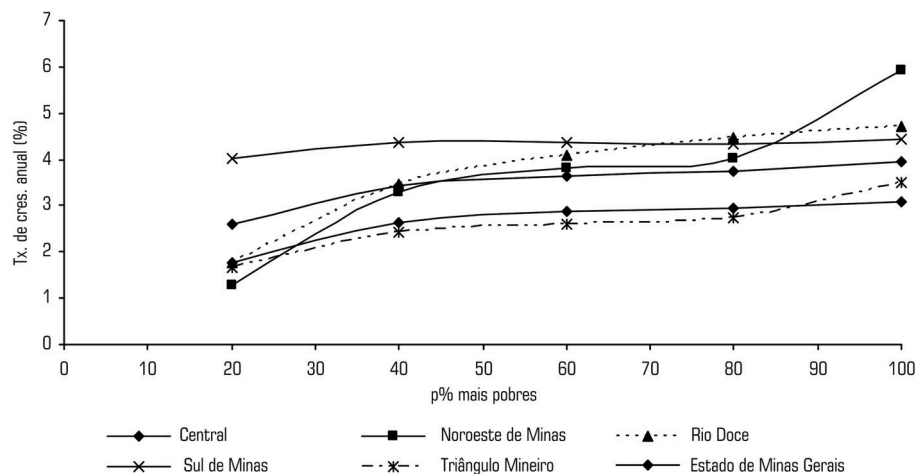 Tx. de cres. anual (%)
7
6
5
4
3
2
1
0
0 10 20 30 40 50 60 70 80 90 100
p% mais pobres
Central Noroeste de Minas Rio Doce
Sul de Minas Triângulo Mineiro Estado de Minas Gerais